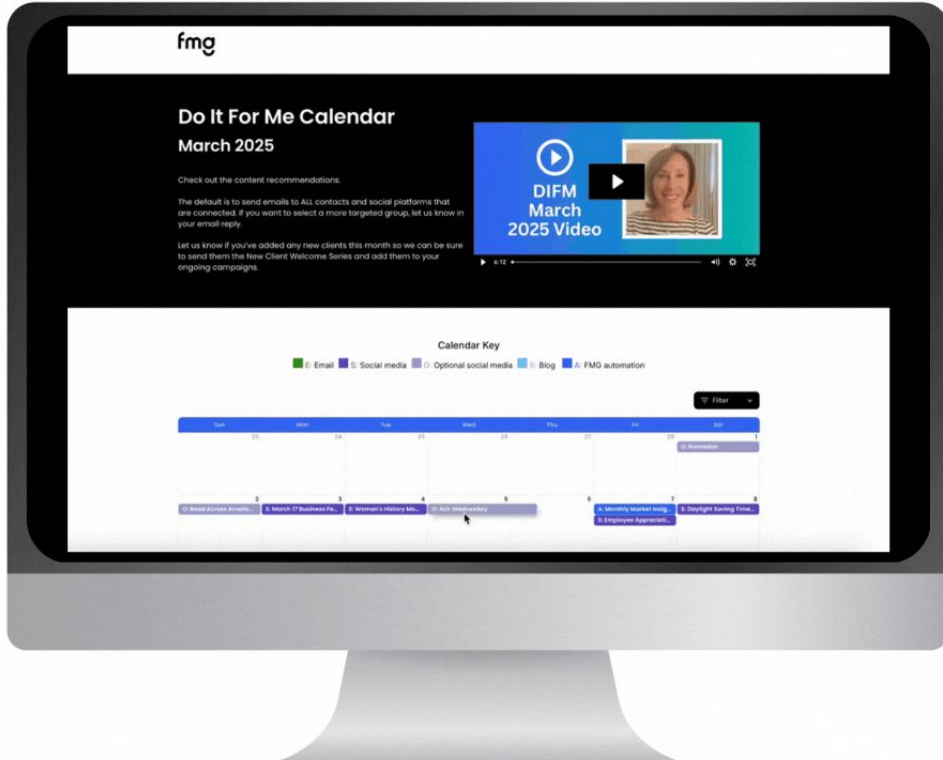 fmg
Do It For Me Calendar
March 2025
Check out the content recommendations.
The default is to send emails to ALL contacts and social platforms that
are connected. If you want to select a more targeted group, let us know in
your email reply.
Let us know if you've added any new clients this month so we can be sure
to send them the New Client Welcome Series and add them to your
ongoing campaigns.
DIFM
March
2025 Video
6:12
Calendar Key
E: Email S: Social media O: Optional social media B: Blog A: FMG automation
Filter
Sun Mon Tue Wed Thu Fri Sat
23 24 25 26 27 28 1
O: Ramadan
2 3 4 5 6 7 8
O: Read Across Americ... S: March 17 Business Fe... S: Women's History Mo... O: Ash Wednesday A: Monthly Market Insig... S: Daylight Saving Time...
S: Employee Appreciati...